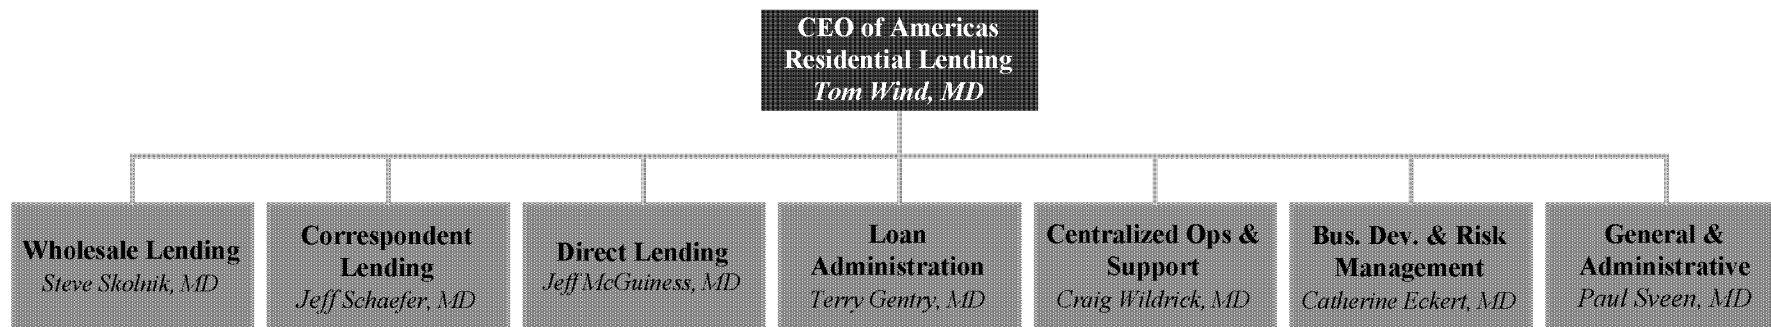 CEO of Americas
Residential Lending
Tom Wind, MD
Wholesale Lending
Steve Skolnik, MD
Correspondent
Lending
Jeff Schaefer, MD
Direct Lending
Jeff McGuiness, MD
Loan
Administration
Terry Gentry, MD
Centralized Ops &
Support
Craig Wildrick, MD
Bus. Dev. & Risk
Management
Catherine Eckert, MD
General &
Administrative
Paul Sveen, MD